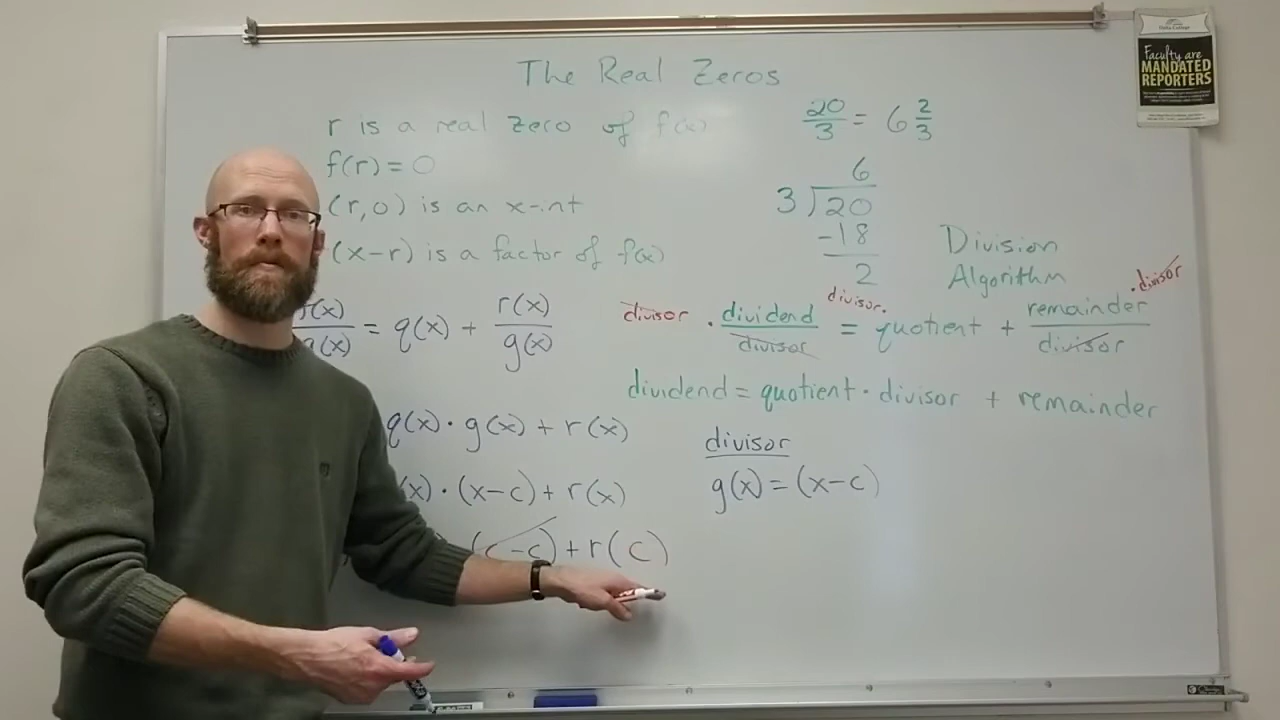 The Real Zeros
r is a real zero of f(x)
f(r) = 0
(r,0) is an x-int
(x-r) is a factor of f(x)
f(x)/g(x) = q(x) + r(x)/g(x)
q(x) · g(x) + r(x)
(x) · (x-c) + r(x)
(c-c) + r(c)
20/3 = 6 2/3
6
3 20
-18
2
Division
Algorithm
divisor · dividend/divisor = divisor · quotient + remainder/divisor · divisor
dividend = quotient · divisor + remainder
divisor
g(x) = (x-c)
Faculty are
MANDATED
REPORTERS